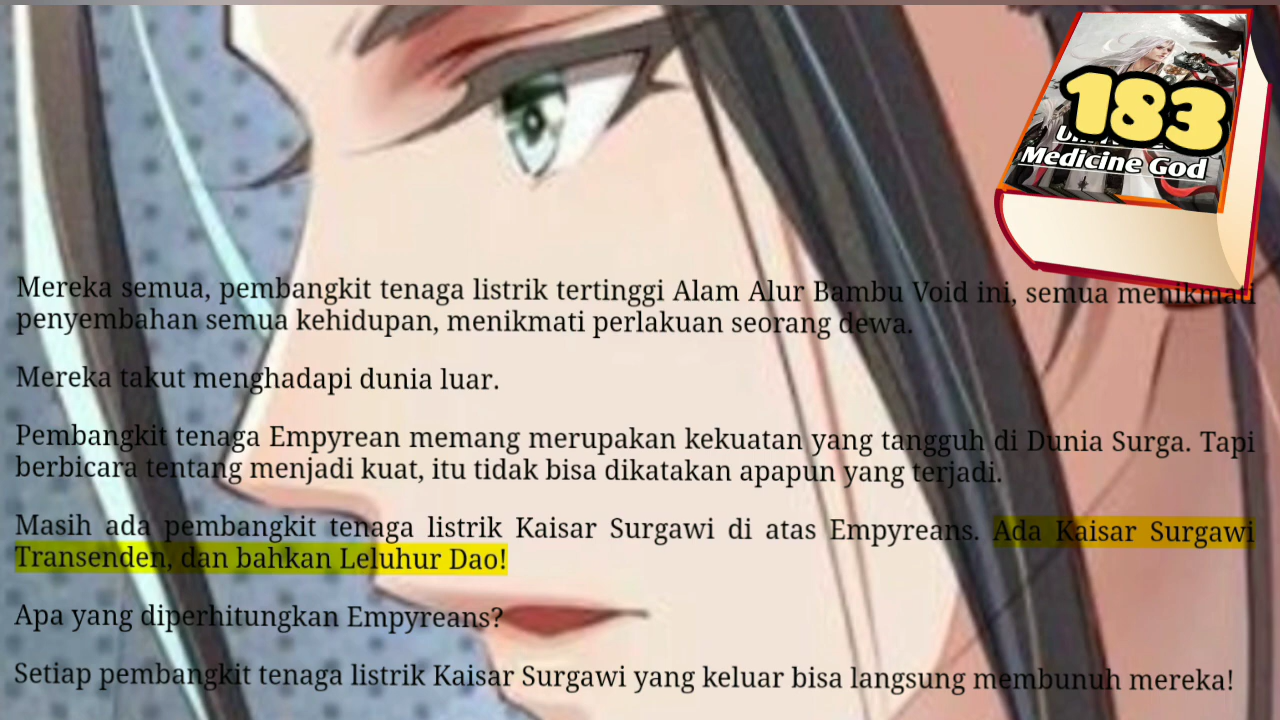 183
Medicine God
Mereka semua, pembangkit tenaga listrik tertinggi Alam Alur Bambu Void ini, semua menikmati
penyembahan semua kehidupan, menikmati perlakuan seorang dewa.
Mereka takut menghadapi dunia luar.
Pembangkit tenaga Empyrean memang merupakan kekuatan yang tangguh di Dunia Surga. Tapi
berbicara tentang menjadi kuat, itu tidak bisa dikatakan apapun yang terjadi.
Masih ada pembangkit tenaga listrik Kaisar Surgawi di atas Empyreans. Ada Kaisar Surgawi
Transenden, dan bahkan Leluhur Dao!
Apa yang diperhitungkan Empyreans?
Setiap pembangkit tenaga listrik Kaisar Surgawi yang keluar bisa langsung membunuh mereka!